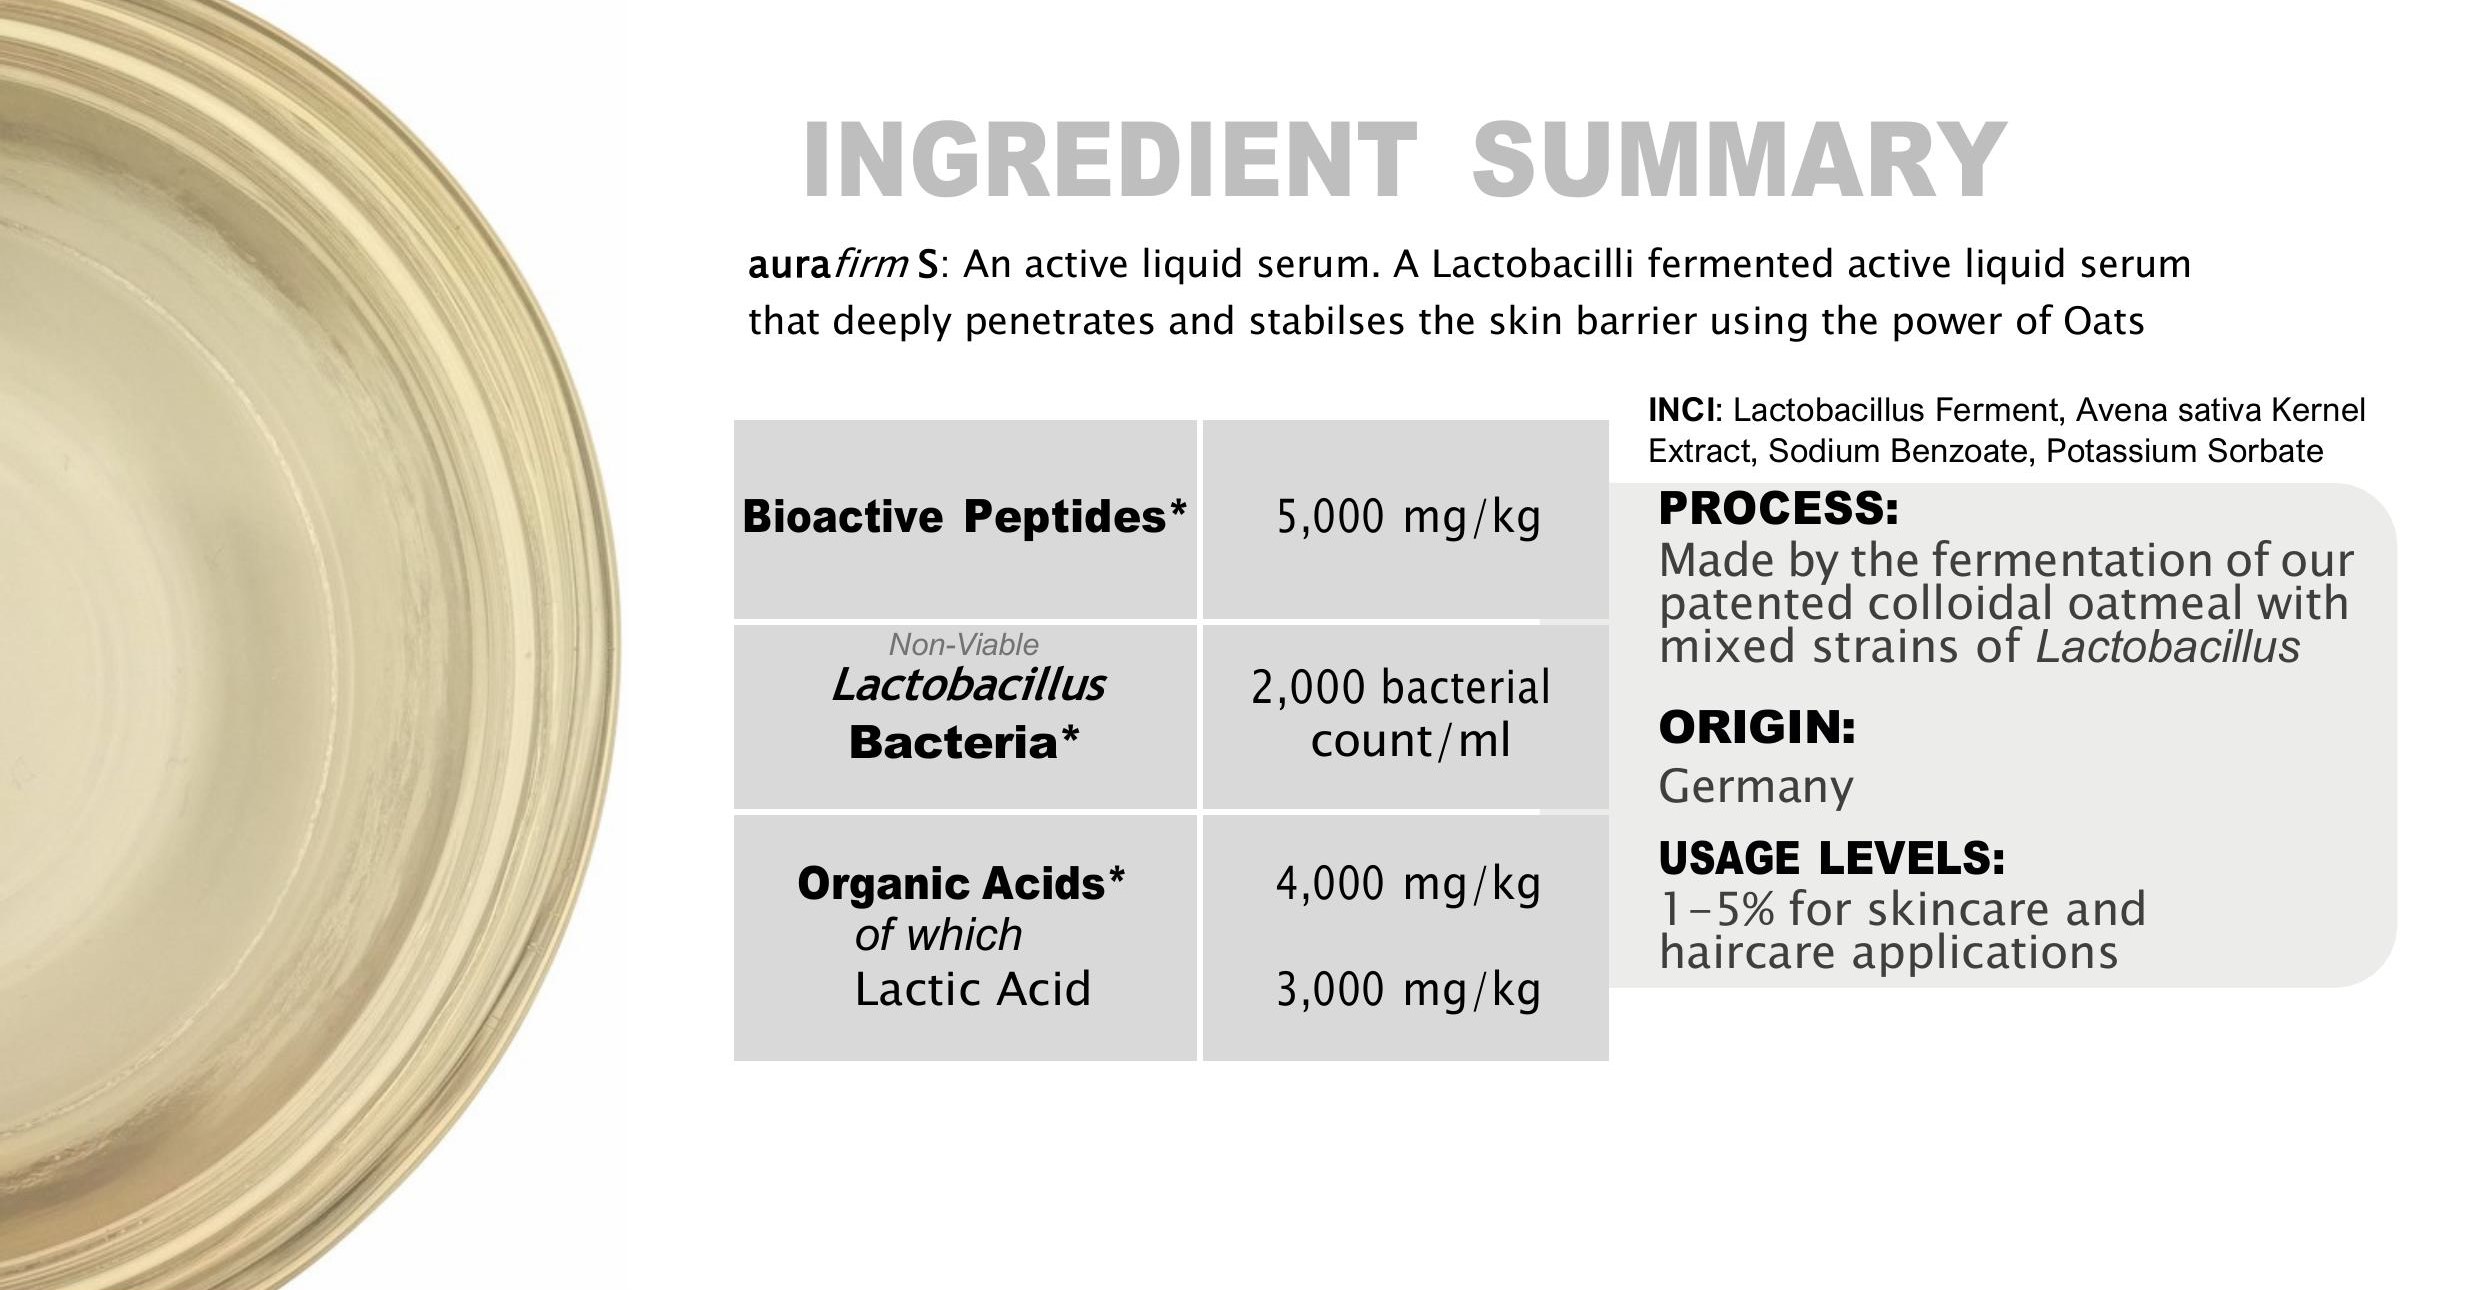 INGREDIENT SUMMARY
aurafirm S: An active liquid serum. A Lactobacilli fermented active liquid serum
that deeply penetrates and stabilses the skin barrier using the power of Oats
Bioactive Peptides* 5,000 mg/kg
Non-Viable
Lactobacillus
Bacteria*
2,000 bacterial
count/ml
Organic Acids* 4,000 mg/kg
of which
Lactic Acid 3,000 mg/kg
INCI: Lactobacillus Ferment, Avena sativa Kernel
Extract, Sodium Benzoate, Potassium Sorbate
PROCESS:
Made by the fermentation of our
patented colloidal oatmeal with
mixed strains of Lactobacillus
ORIGIN:
Germany
USAGE LEVELS:
1–5% for skincare and
haircare applications